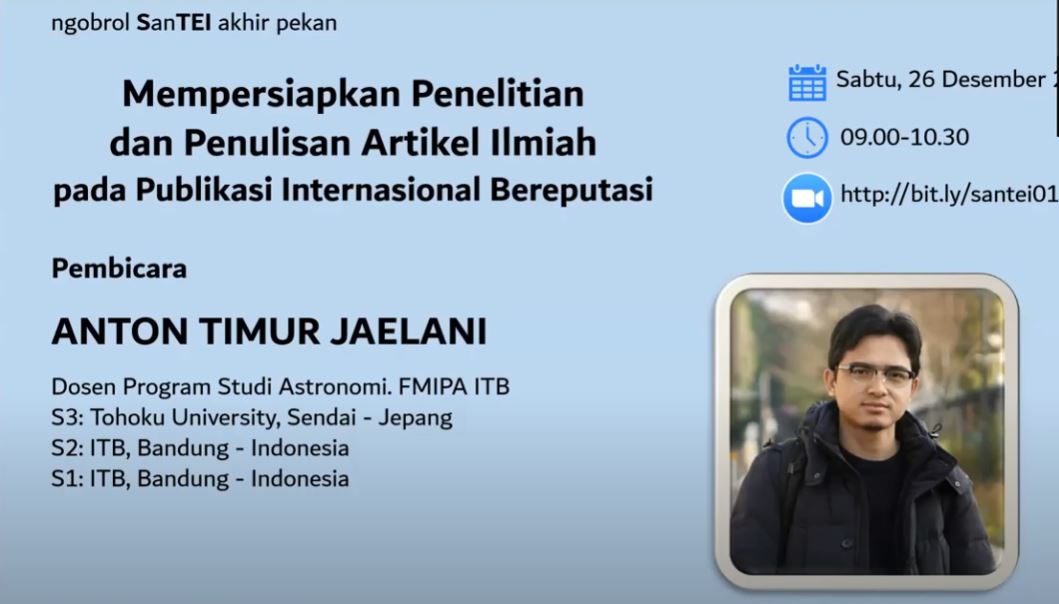 ngobrol SanTEI akhir pekan
Mempersiapkan Penelitian
dan Penulisan Artikel Ilmiah
pada Publikasi Internasional Bereputasi
Sabtu, 26 Desember
09.00-10.30
http://bit.ly/santei01
Pembicara
ANTON TIMUR JAELANI
Dosen Program Studi Astronomi. FMIPA ITB
S3: Tohoku University, Sendai - Jepang
S2: ITB, Bandung - Indonesia
S1: ITB, Bandung - Indonesia